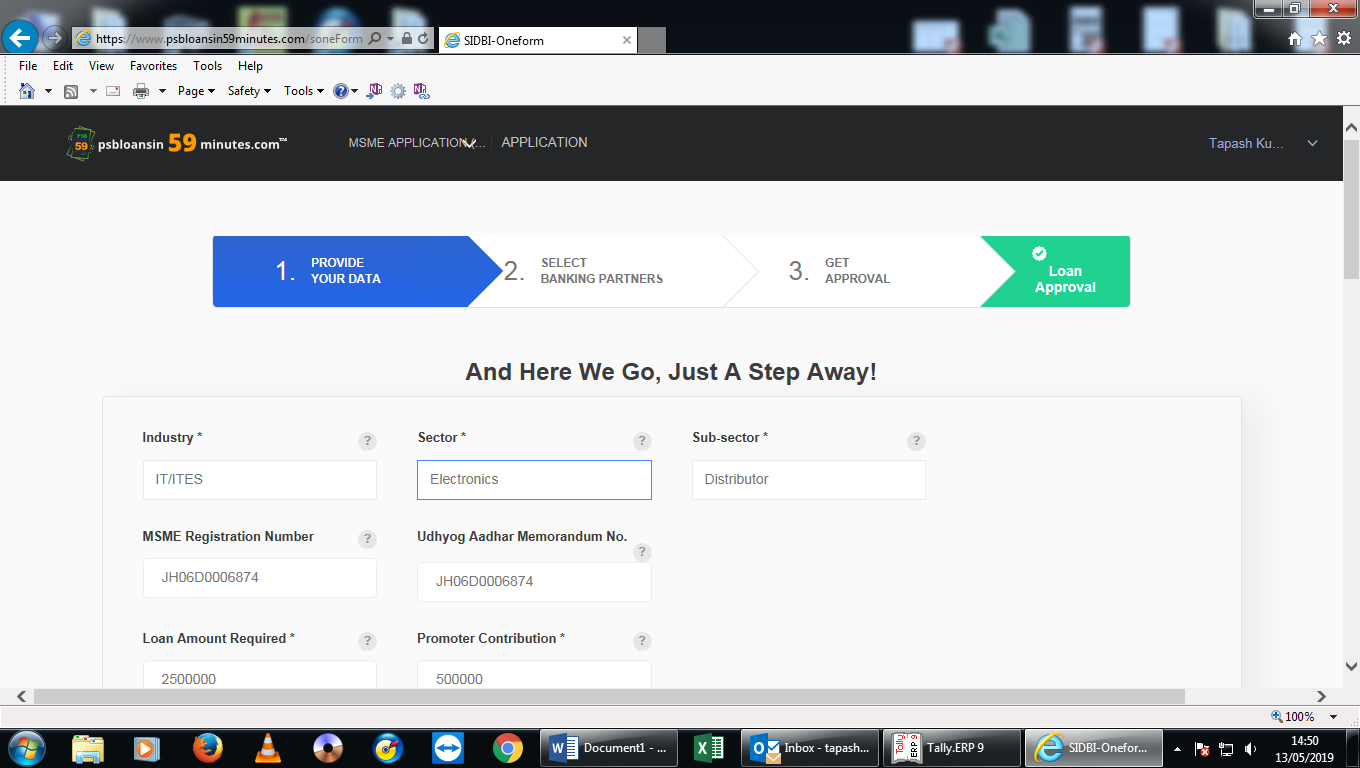 https://www.psbloansin59minutes.com/soneForm
SIDBI-Oneform
File Edit View Favorites Tools Help
Page Safety Tools
psbloansin 59 minutes.com™
MSME APPLICATION ... APPLICATION
Tapash Ku...
1. PROVIDE
YOUR DATA
2. SELECT
BANKING PARTNERS
3. GET
APPROVAL
Loan
Approval
And Here We Go, Just A Step Away!
Industry * ?
Sector * ?
Sub-sector * ?
IT/ITES
Electronics
Distributor
MSME Registration Number ?
Udhyog Aadhar Memorandum No. ?
JH06D0006874
JH06D0006874
Loan Amount Required * ?
Promoter Contribution * ?
2500000
500000
100%
Document1 - ...
Inbox - tapash...
Tally.ERP 9
SIDBI-Onefor...
14:50
13/05/2019